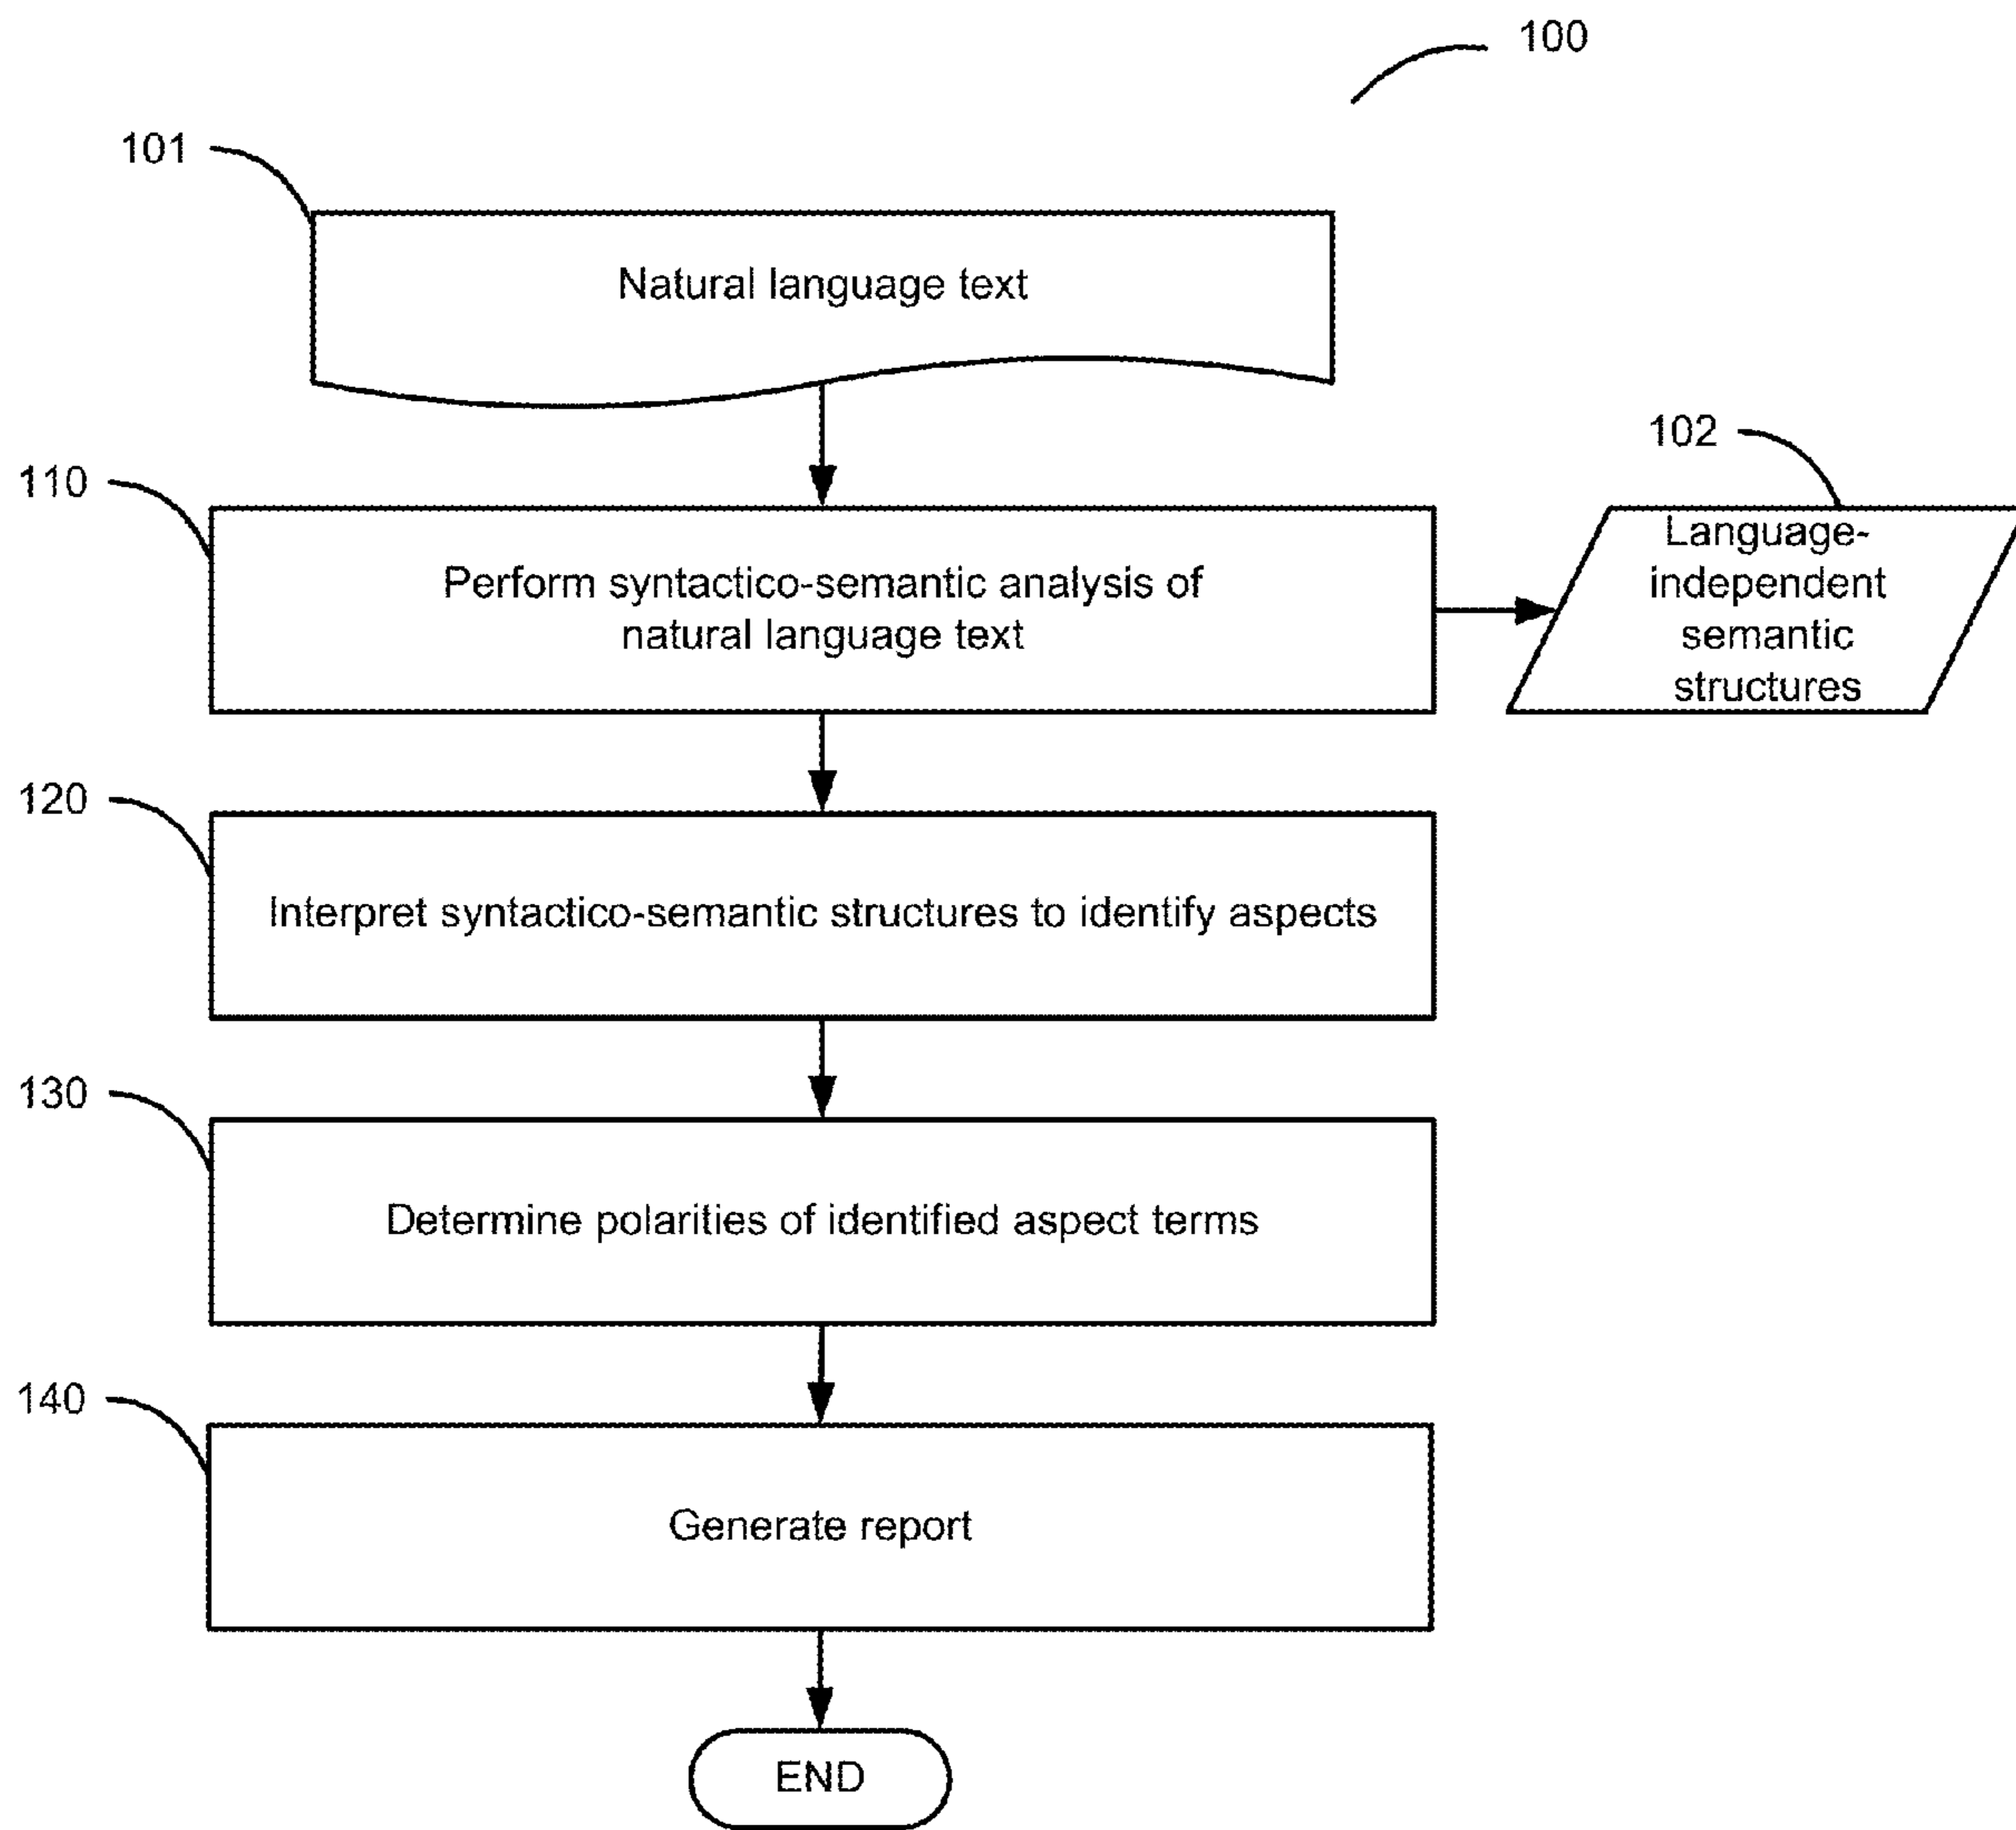 100
101
Natural language text
102
110
Language-
independent
semantic
structures
Perform syntactico-semantic analysis of
natural language text
120
Interpret syntactico-semantic structures to identify aspects
130
Determine polarities of identified aspect terms
140
Generate report
END